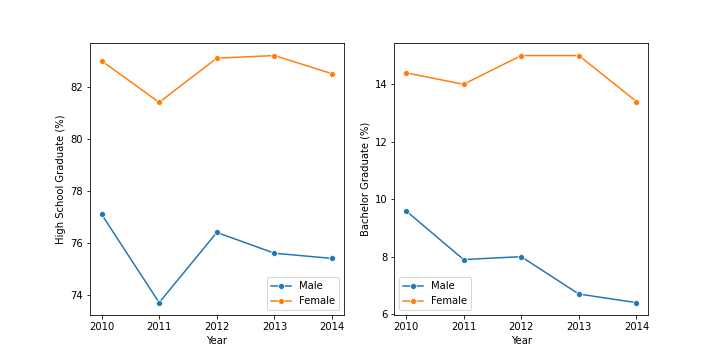 High School Graduate (%)
82
80
78
76
74
2010 2011 2012 2013 2014
Year
Male
Female
Bachelor Graduate (%)
14
12
10
8
6
2010 2011 2012 2013 2014
Year
Male
Female